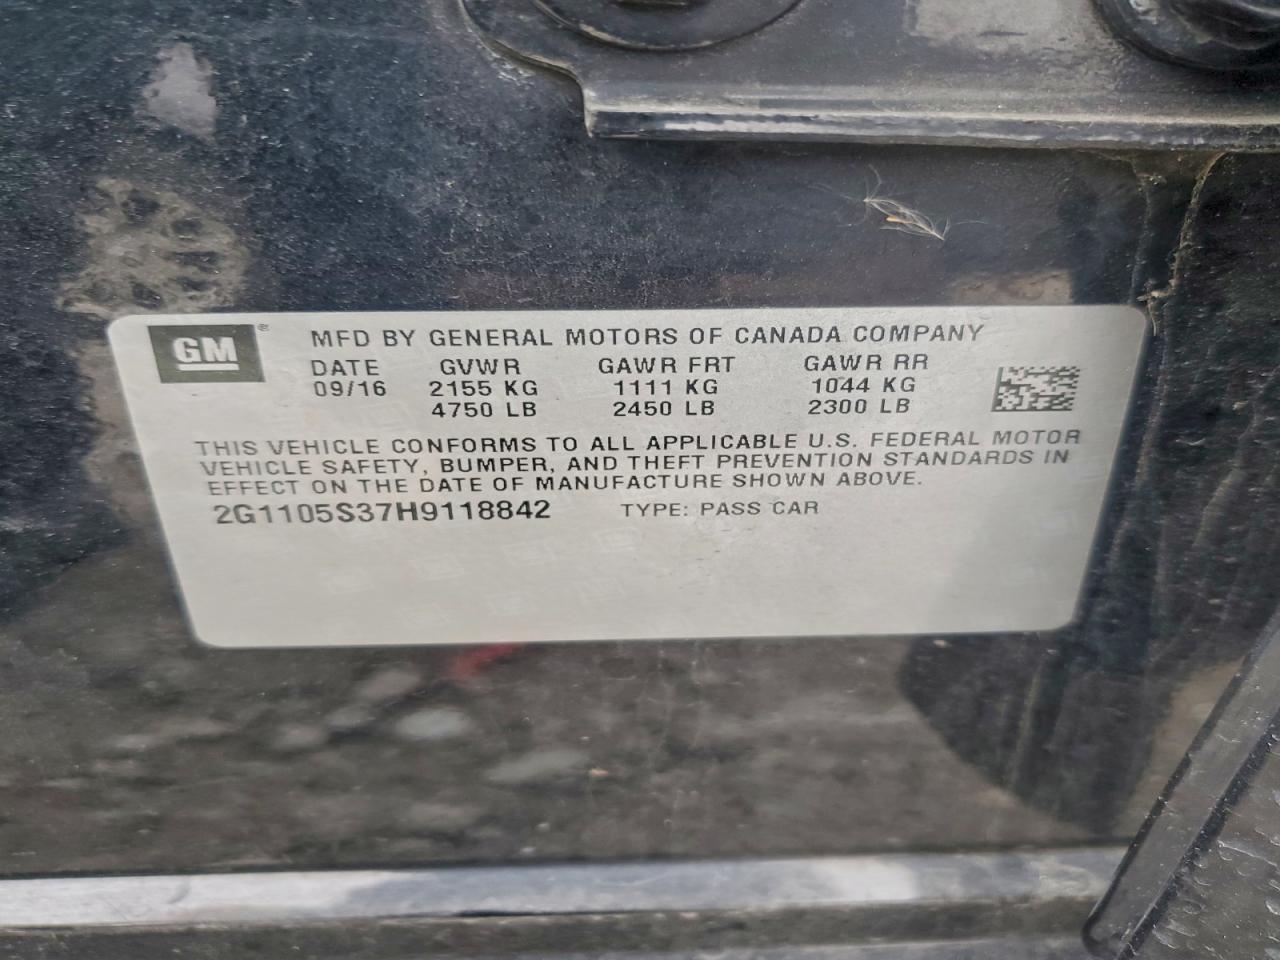 GM ® MFD BY GENERAL MOTORS OF CANADA COMPANY
DATE GVWR GAWR FRT GAWR RR
09/16 2155 KG 1111 KG 1044 KG
4750 LB 2450 LB 2300 LB
THIS VEHICLE CONFORMS TO ALL APPLICABLE U.S. FEDERAL MOTOR
VEHICLE SAFETY, BUMPER, AND THEFT PREVENTION STANDARDS IN
EFFECT ON THE DATE OF MANUFACTURE SHOWN ABOVE.
2G1105S37H9118842 TYPE: PASS CAR